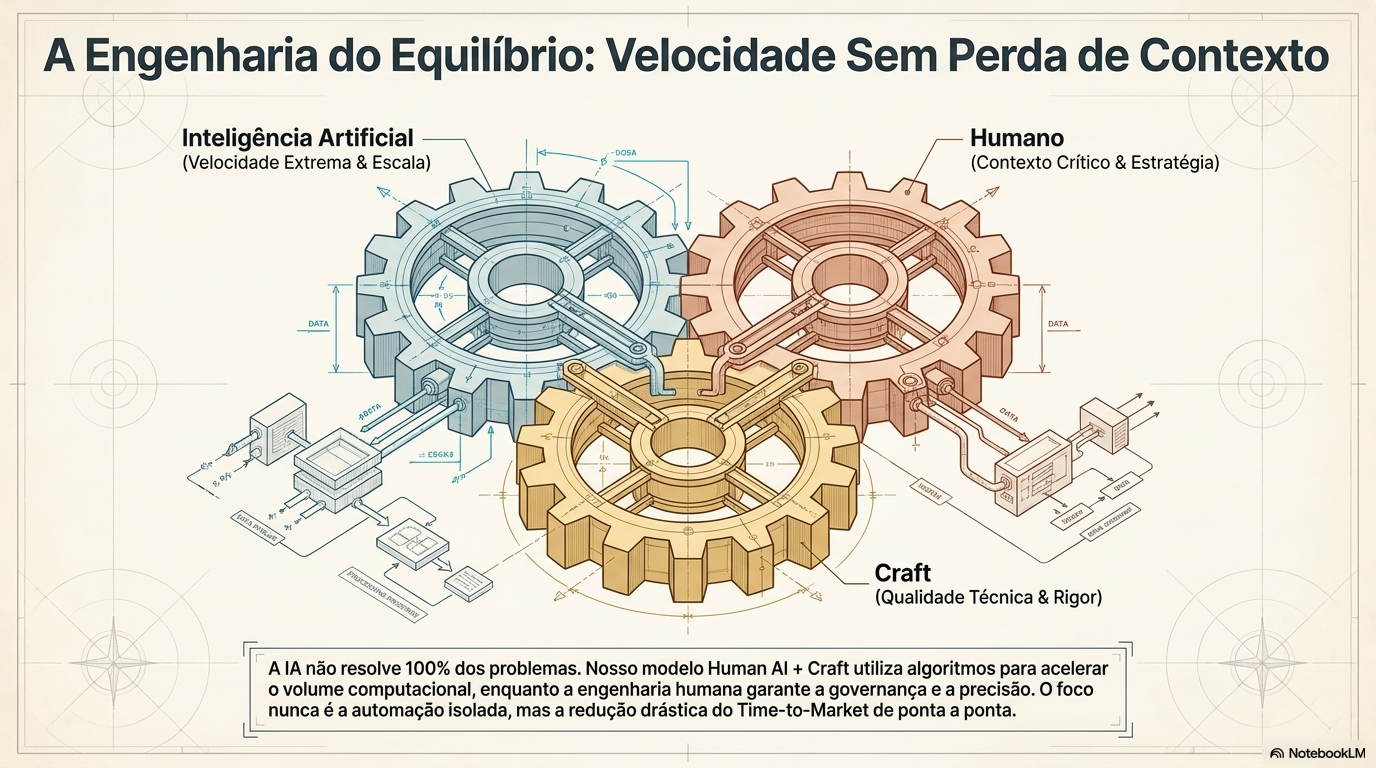 A Engenharia do Equilíbrio: Velocidade Sem Perda de Contexto
Inteligência Artificial
(Velocidade Extrema & Escala)
Humano
(Contexto Crítico & Estratégia)
DATA
DATA
DATA
Craft
(Qualidade Técnica & Rigor)
A IA não resolve 100% dos problemas. Nosso modelo Human AI + Craft utiliza algoritmos para acelerar
o volume computacional, enquanto a engenharia humana garante a governança e a precisão. O foco
nunca é a automação isolada, mas a redução drástica do Time-to-Market de ponta a ponta.
NotebookLM